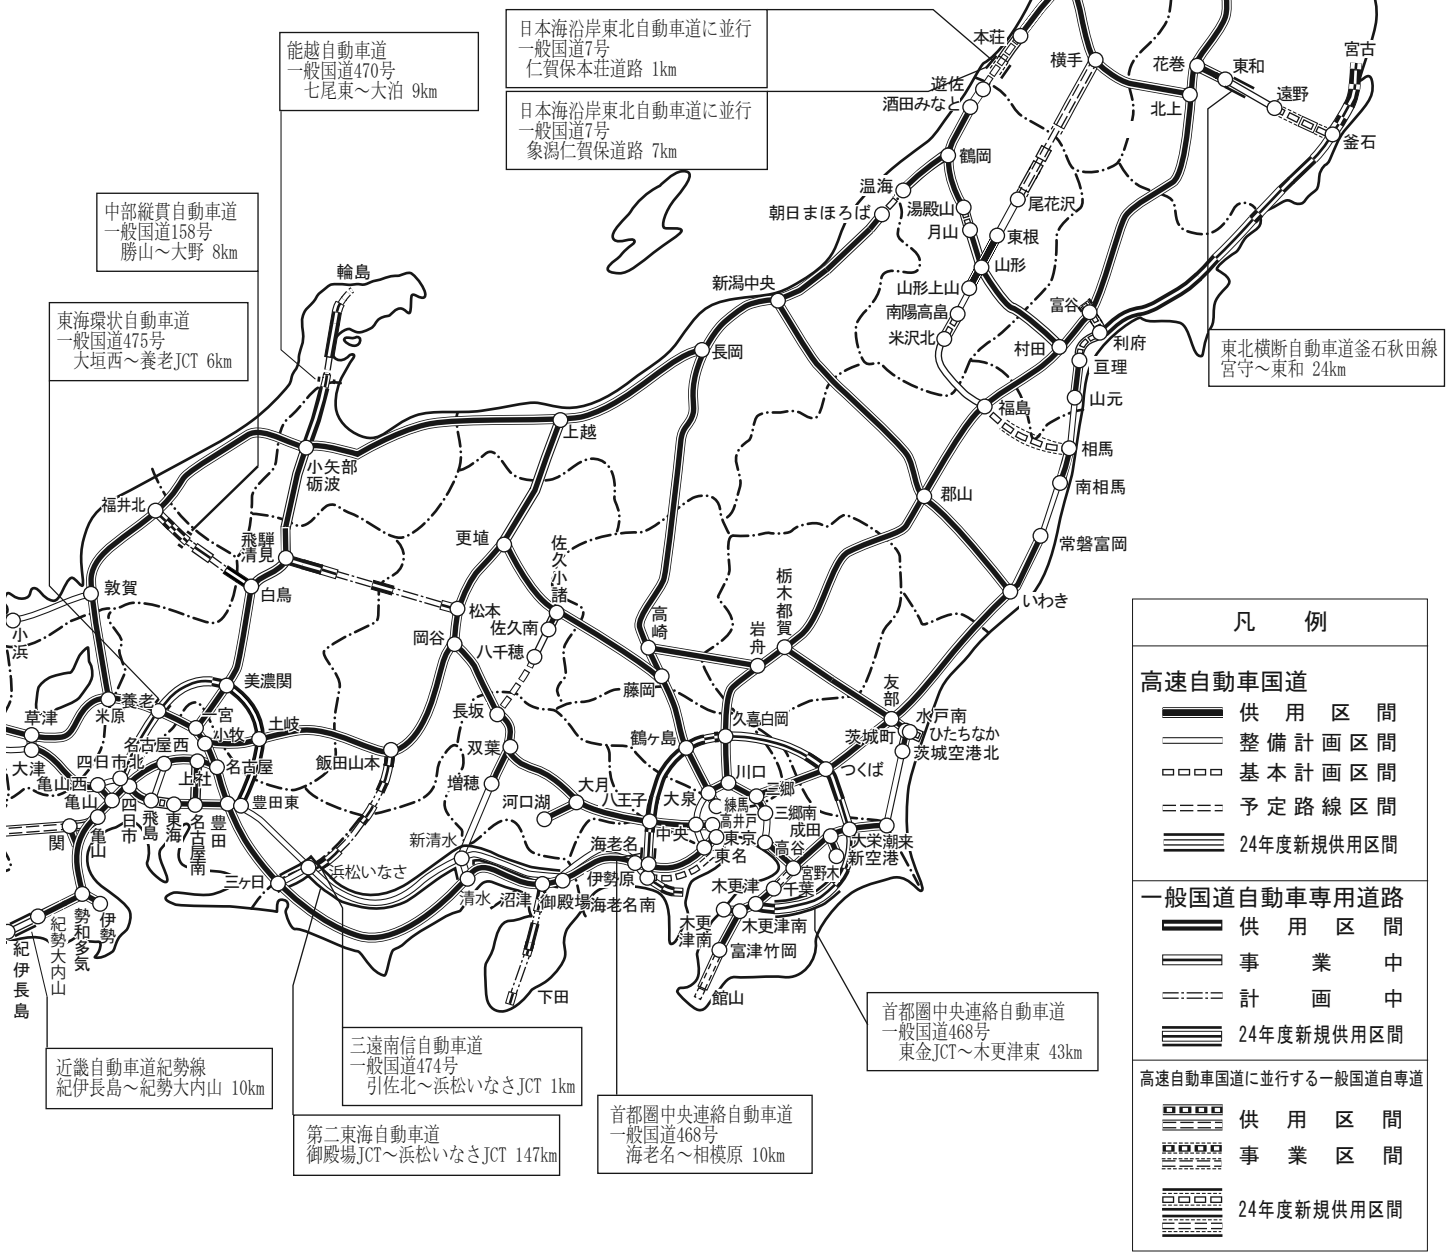 日本海沿岸東北自動車道に並行
一般国道7号
仁賀保本荘道路 1km
日本海沿岸東北自動車道に並行
一般国道7号
象潟仁賀保道路 7km
能越自動車道
一般国道470号
七尾東～大泊 9km
中部縦貫自動車道
一般国道158号
勝山～大野 8km
東海環状自動車道
一般国道475号
大垣西～養老JCT 6km
東北横断自動車道釜石秋田線
宮守～東和 24km
本荘
横手
花巻
東和
宮古
遊佐
酒田みなと
北上
遠野
釜石
鶴岡
温海
朝日まほろば
湯殿山
月山
尾花沢
東根
山形
山形上山
南陽高畠
米沢北
富谷
利府
村田
亘理
山元
福島
相馬
南相馬
常磐富岡
いわき
郡山
新潟中央
長岡
上越
輪島
小矢部
砺波
福井北
飛騨
清見
白鳥
敦賀
小浜
更埴
佐久小諸
佐久南
八千穂
松本
岡谷
高崎
岩舟
栃木都賀
藤岡
友部
水戸南
ひたちなか
茨城町
茨城空港北
久喜白岡
鶴ヶ島
つくば
川口
三郷
三郷南
成田
大栄
潮来
新空港
大泉
練馬
高井戸
中央
東京
東名
高谷
宮野木
千葉
木更津
木更津南
木更津南
富津竹岡
館山
長坂
双葉
増穂
河口湖
大月
八王子
海老名
伊勢原
海老名南
御殿場
沼津
清水
新清水
下田
美濃関
土岐
飯田山本
養老
一宮
小牧
名古屋西
名古屋
上社
四日市北
四日市
飛島
東海
名古屋南
豊田
豊田東
三ヶ日
浜松いなさ
米原
草津
大津
亀山西
亀山
亀山
関
伊勢
勢和多気
紀勢大内山
紀伊長島
近畿自動車道紀勢線
紀伊長島～紀勢大内山 10km
三遠南信自動車道
一般国道474号
引佐北～浜松いなさJCT 1km
第二東海自動車道
御殿場JCT～浜松いなさJCT 147km
首都圏中央連絡自動車道
一般国道468号
海老名～相模原 10km
首都圏中央連絡自動車道
一般国道468号
東金JCT～木更津東 43km
凡 例
高速自動車国道
供用区間
整備計画区間
基本計画区間
予定路線区間
24年度新規供用区間
一般国道自動車専用道路
供用区間
事業中
計画中
24年度新規供用区間
高速自動車国道に並行する一般国道自専道
供用区間
事業区間
24年度新規供用区間